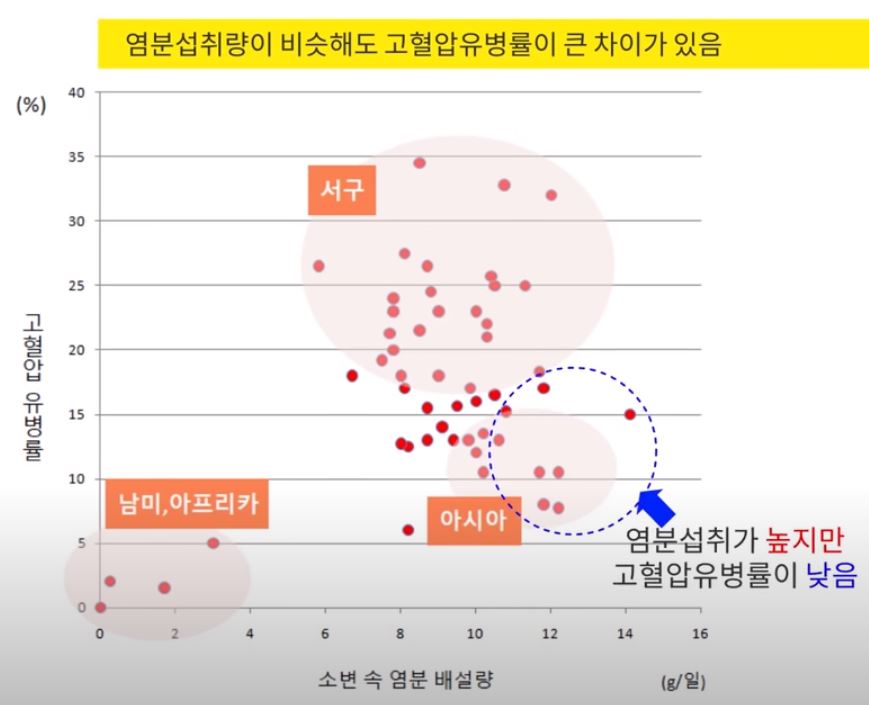 염분섭취량이 비슷해도 고혈압유병률이 큰 차이가 있음
(%)
40
35
30
25
20
15
10
5
0
고혈압 유병률
서구
남미,아프리카
아시아
염분섭취가 높지만
고혈압유병률이 낮음
0 2 4 6 8 10 12 14 16
소변 속 염분 배설량 (g/일)